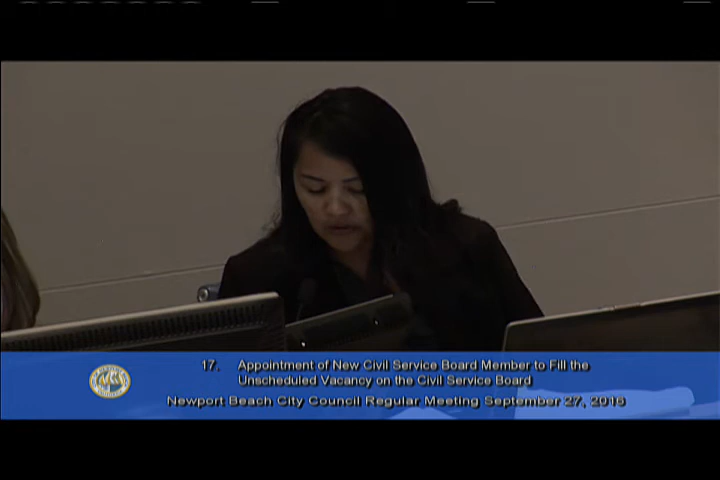 17. Appointment of New Civil Service Board Member to Fill the
Unscheduled Vacancy on the Civil Service Board
Newport Beach City Council Regular Meeting September 27, 2016